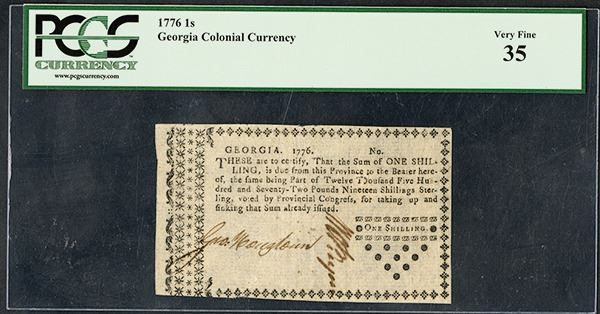 PCGS
CURRENCY
www.pcgscurrency.com
1776 1s
Georgia Colonial Currency
Very Fine
35
GEORGIA. 1776. No.
THESE are to certify, That the Sum of ONE SHIL-
LING, is due from this Province to the Bearer here-
of, the same being Part of Twelve Thousand Five Hun-
dred and Seventy-Two Pounds Nineteen Shillings Ster-
ling, voted by Provincial Congress, for taking up and
sinking that Sum already issued.
ONE SHILLING.